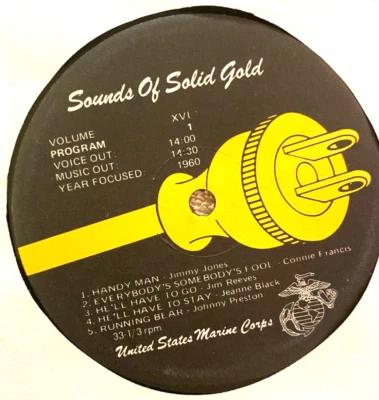 Sounds Of Solid Gold
VOLUME XVI
PROGRAM 1
VOICE OUT: 14:00
MUSIC OUT: 14:30
YEAR FOCUSED: 1960
1. HANDY MAN - Jimmy Jones
2. EVERYBODY'S SOMEBODY'S FOOL - Connie Francis
3. HE'LL HAVE TO GO - Jim Reeves
4. HE'LL HAVE TO STAY - Jeanne Black
5. RUNNING BEAR - Johnny Preston
33-1/3 rpm
United States Marine Corps